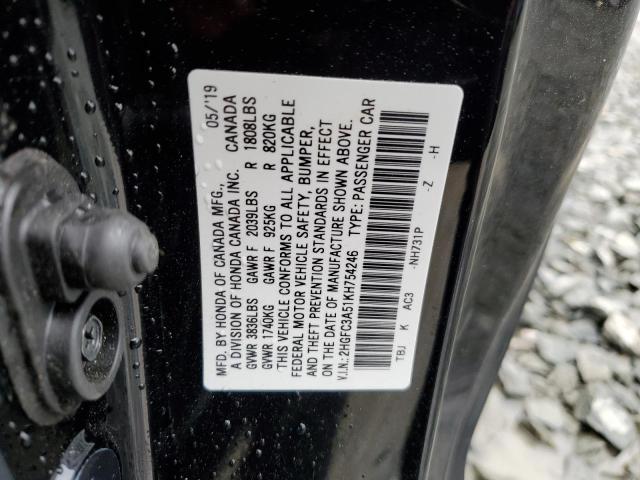 MFD. BY HONDA OF CANADA MFG., 05/'19
A DIVISION OF HONDA CANADA INC. CANADA
GVWR 3836LBS GAWR F 2039LBS R 1808LBS
GVWR 1740KG GAWR F 925KG R 820KG
THIS VEHICLE CONFORMS TO ALL APPLICABLE
FEDERAL MOTOR VEHICLE SAFETY, BUMPER,
AND THEFT PREVENTION STANDARDS IN EFFECT
ON THE DATE OF MANUFACTURE SHOWN ABOVE.
V.I.N.:2HGFC3A51KH754246 TYPE: PASSENGER CAR
TBJ K AC3 -NH731P -Z -H